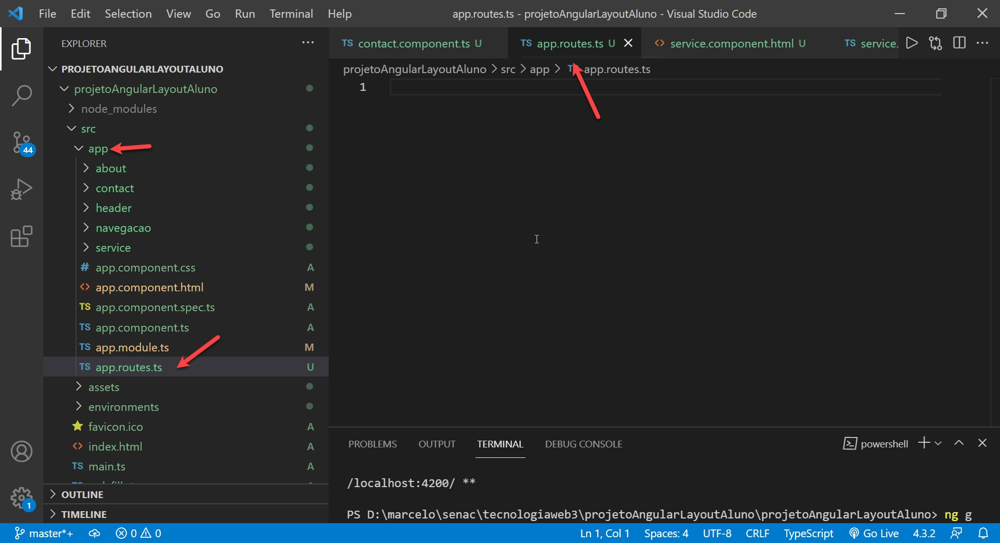 File Edit Selection View Go Run Terminal Help app.routes.ts - projetoAngularLayoutAluno - Visual Studio Code
EXPLORER
PROJETOANGULARLAYOUTALUNO
projetoAngularLayoutAluno
node_modules
src
app
about
contact
header
navegacao
service
# app.component.css A
<> app.component.html M
TS app.component.spec.ts A
TS app.component.ts A
TS app.module.ts M
TS app.routes.ts U
assets
environments
favicon.ico A
<> index.html A
TS main.ts A
OUTLINE
TIMELINE
44
1
TS contact.component.ts U TS app.routes.ts U <> service.component.html U TS service.
projetoAngularLayoutAluno > src > app > app.routes.ts
1
PROBLEMS OUTPUT TERMINAL DEBUG CONSOLE powershell
/localhost:4200/ **
PS D:\marcelo\senac\tecnologiaweb3\projetoAngularLayoutAluno\projetoAngularLayoutAluno> ng g
master*+ 0 0 Ln 1, Col 1 Spaces: 4 UTF-8 CRLF TypeScript Go Live 4.3.2